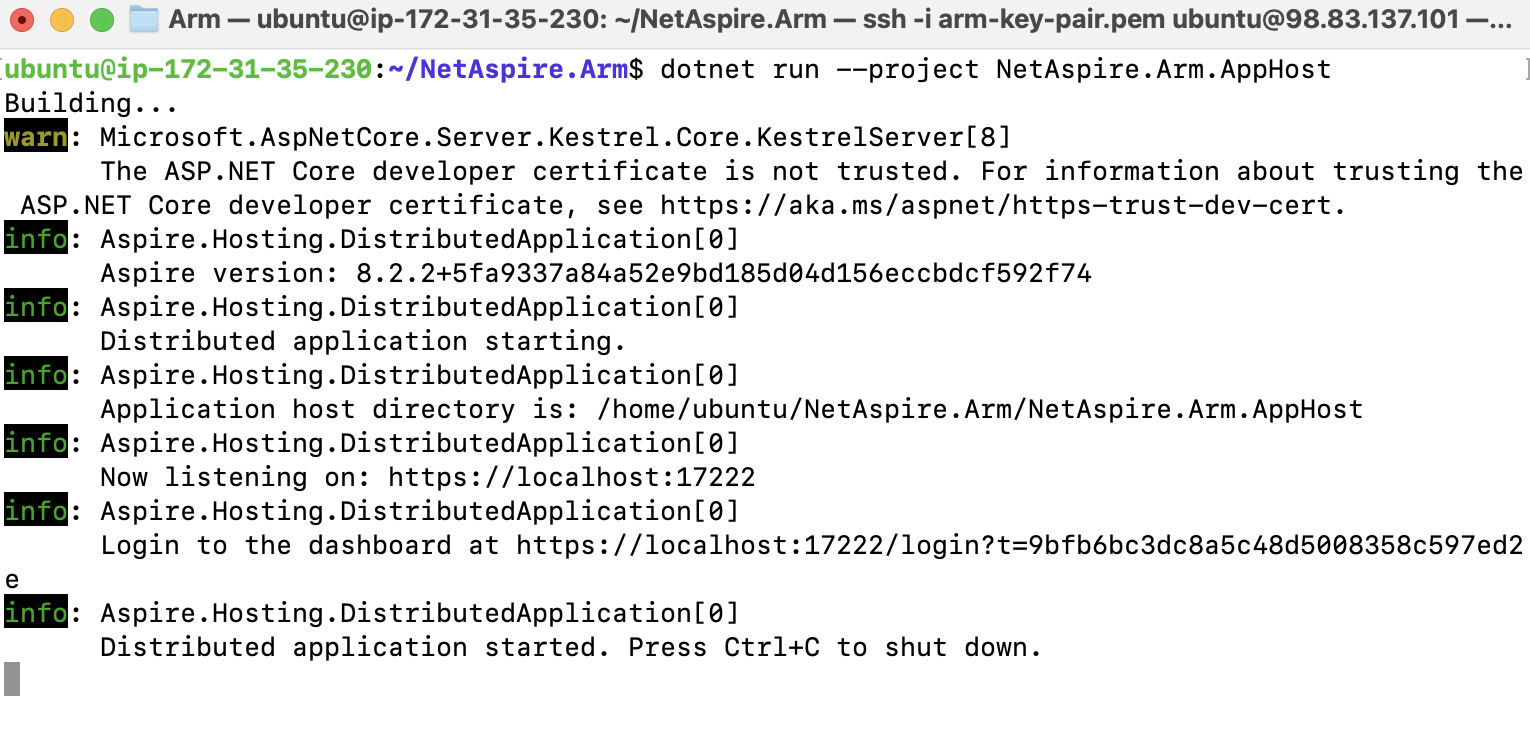 Arm — ubuntu@ip-172-31-35-230: ~/NetAspire.Arm — ssh -i arm-key-pair.pem ubuntu@98.83.137.101 —...
ubuntu@ip-172-31-35-230:~/NetAspire.Arm$ dotnet run --project NetAspire.Arm.AppHost
Building...
warn: Microsoft.AspNetCore.Server.Kestrel.Core.KestrelServer[8]
      The ASP.NET Core developer certificate is not trusted. For information about trusting the
 ASP.NET Core developer certificate, see https://aka.ms/aspnet/https-trust-dev-cert.
info: Aspire.Hosting.DistributedApplication[0]
      Aspire version: 8.2.2+5fa9337a84a52e9bd185d04d156eccbdcf592f74
info: Aspire.Hosting.DistributedApplication[0]
      Distributed application starting.
info: Aspire.Hosting.DistributedApplication[0]
      Application host directory is: /home/ubuntu/NetAspire.Arm/NetAspire.Arm.AppHost
info: Aspire.Hosting.DistributedApplication[0]
      Now listening on: https://localhost:17222
info: Aspire.Hosting.DistributedApplication[0]
      Login to the dashboard at https://localhost:17222/login?t=9bfb6bc3dc8a5c48d5008358c597ed2
e
info: Aspire.Hosting.DistributedApplication[0]
      Distributed application started. Press Ctrl+C to shut down.